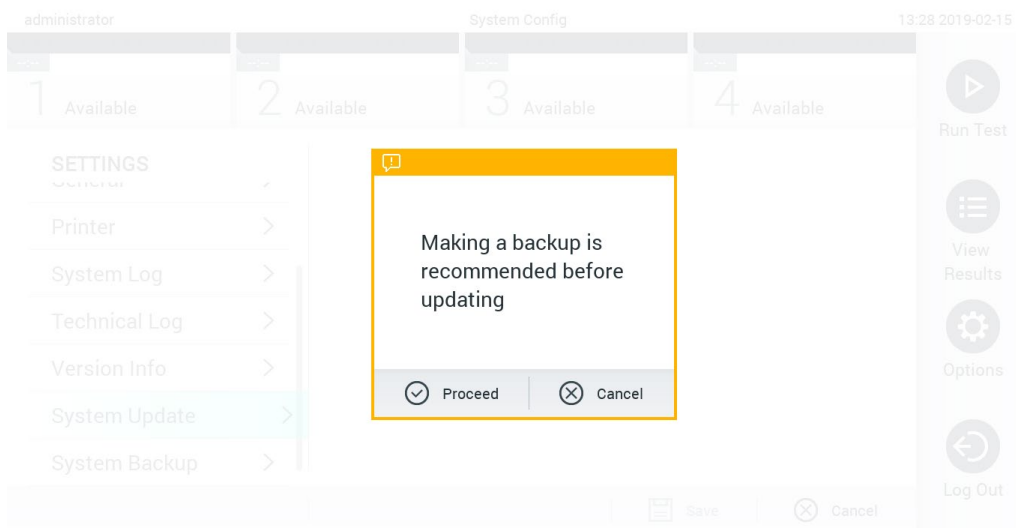 administrator System Config 13:28 2019-02-15
--:-- --:-- --:-- --:--
1 Available 2 Available 3 Available 4 Available
Run Test
SETTINGS
General
Printer
System Log
Technical Log
Version Info
System Update
System Backup
Making a backup is
recommended before
updating
Proceed Cancel
View
Results
Options
Log Out
Save Cancel